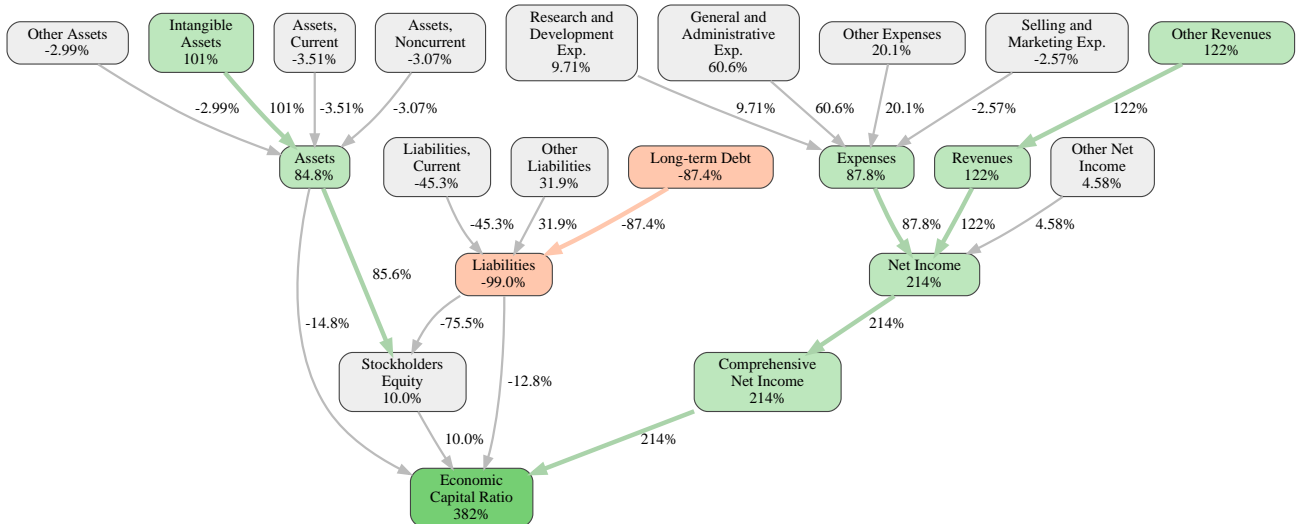 Other Assets
-2.99%
Intangible
Assets
101%
Assets,
Current
-3.51%
Assets,
Noncurrent
-3.07%
Research and
Development
Exp.
9.71%
General and
Administrative
Exp.
60.6%
Other Expenses
20.1%
Selling and
Marketing Exp.
-2.57%
Other Revenues
122%
-2.99%
101%
-3.51%
-3.07%
9.71%
60.6%
20.1%
-2.57%
122%
Assets
84.8%
Liabilities,
Current
-45.3%
Other
Liabilities
31.9%
Long-term Debt
-87.4%
Expenses
87.8%
Revenues
122%
Other Net
Income
4.58%
-45.3%
31.9%
-87.4%
87.8%
122%
4.58%
85.6%
Liabilities
-99.0%
Net Income
214%
-14.8%
-75.5%
214%
Stockholders
Equity
10.0%
-12.8%
Comprehensive
Net Income
214%
10.0%
214%
Economic
Capital Ratio
382%